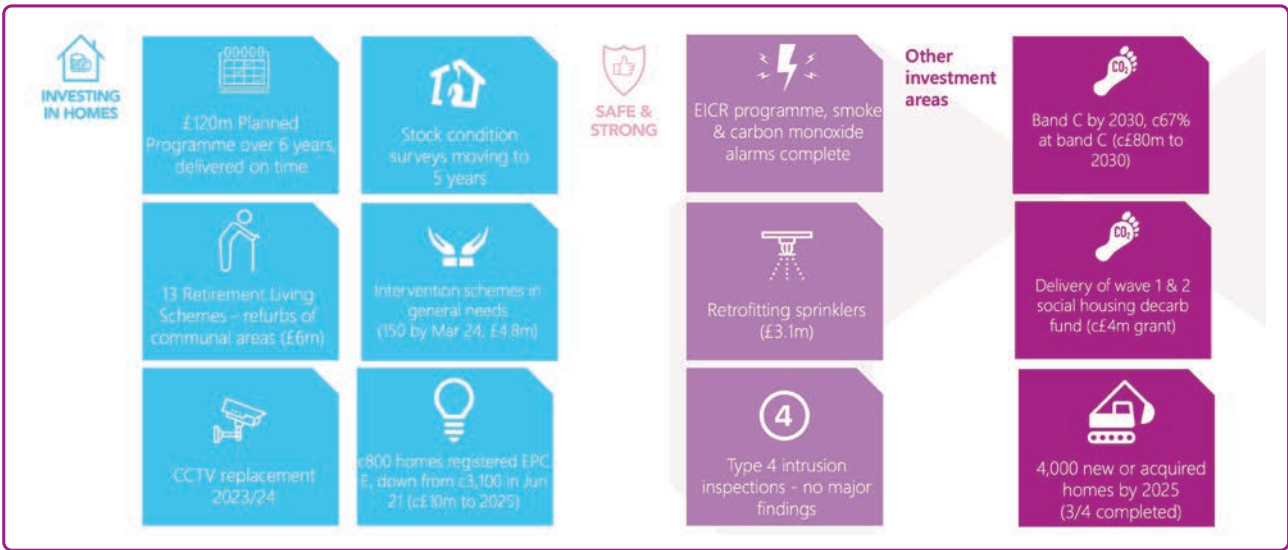 INVESTING
IN HOMES
£120m Planned
Programme over 6 years,
delivered on time
Stock condition
surveys moving to
5 years
13 Retirement Living
Schemes – refurbs of
communal areas (£6m)
Intervention schemes in
general needs
(150 by Mar 24, £4.8m)
CCTV replacement
2023/24
c800 homes registered EPC
E, down from c3,100 in Jun
21 (c£10m to 2025)
SAFE &
STRONG
EICR programme, smoke
& carbon monoxide
alarms complete
Retrofitting sprinklers
(£3.1m)
4
Type 4 intrusion
inspections - no major
findings
Other
investment
areas
CO₂
Band C by 2030, c67%
at band C (c£80m to
2030)
CO₂
Delivery of wave 1 & 2
social housing decarb
fund (c£4m grant)
4,000 new or acquired
homes by 2025
(3/4 completed)